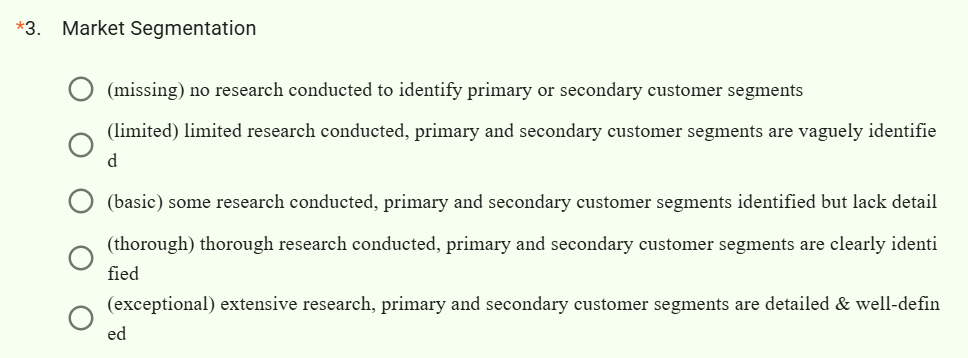 *3. Market Segmentation
(missing) no research conducted to identify primary or secondary customer segments
(limited) limited research conducted, primary and secondary customer segments are vaguely identifie
d
(basic) some research conducted, primary and secondary customer segments identified but lack detail
(thorough) thorough research conducted, primary and secondary customer segments are clearly identi
fied
(exceptional) extensive research, primary and secondary customer segments are detailed & well-defin
ed